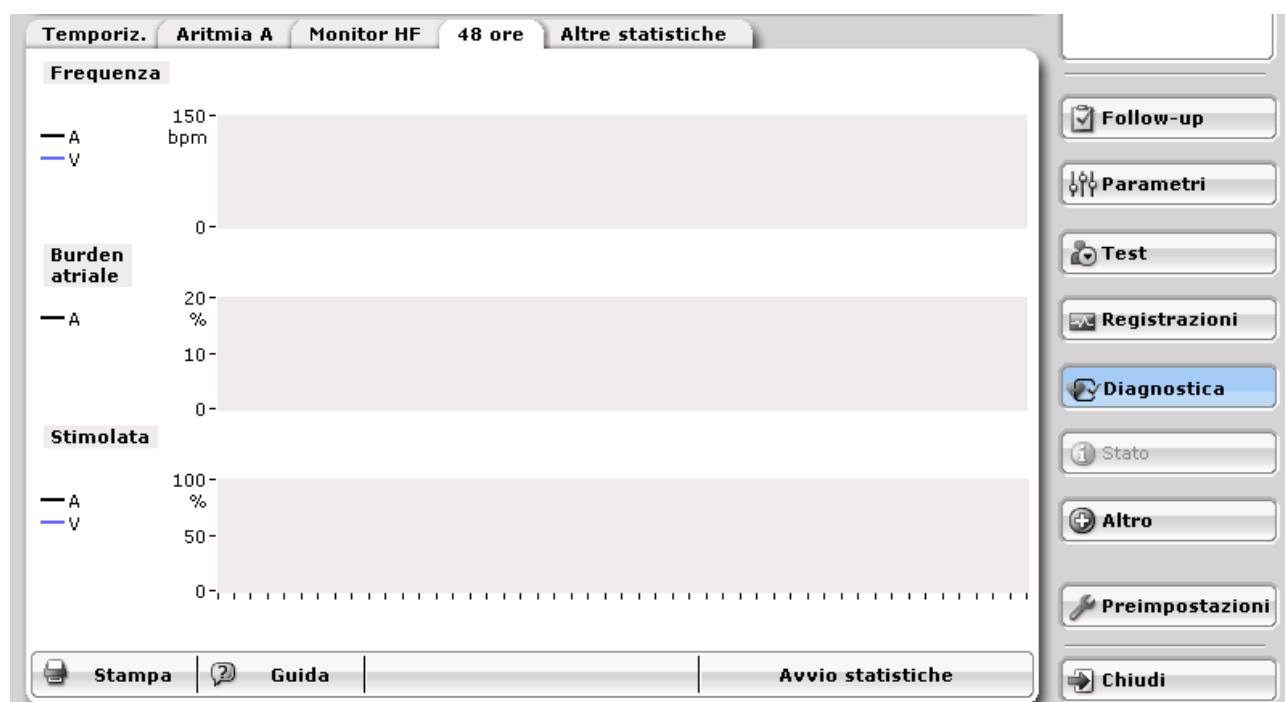 Temporiz. Aritmia A Monitor HF 48 ore Altre statistiche
Frequenza
150
bpm
A
V
0
Burden
atriale
20
%
A
10
0
Stimolata
100
%
A
V
50
0
Stampa Guida Avvio statistiche
Follow-up
Parametri
Test
Registrazioni
Diagnostica
Stato
Altro
Preimpostazioni
Chiudi